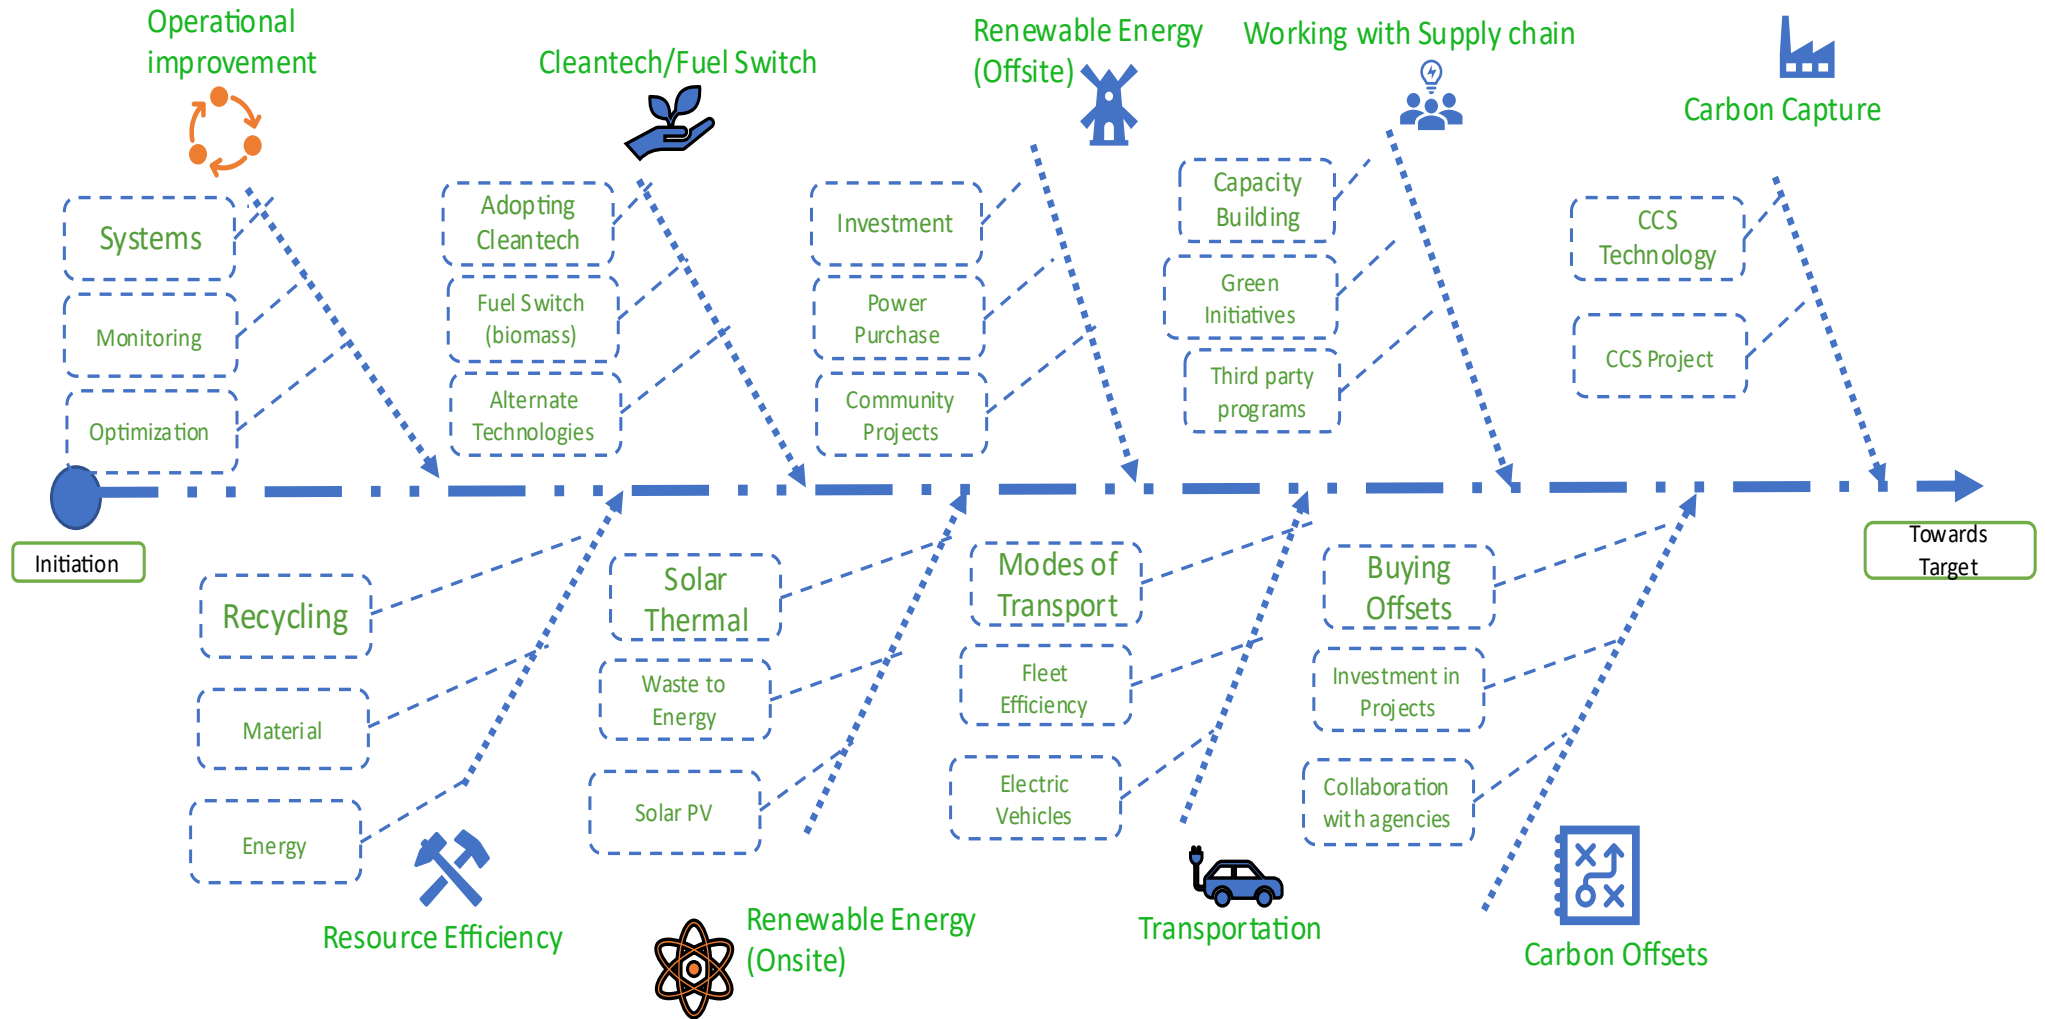 Operational
improvement
Cleantech/Fuel Switch
Renewable Energy
(Offsite)
Working with Supply chain
Carbon Capture
Systems
Monitoring
Optimization
Adopting
Cleantech
Fuel Switch
(biomass)
Alternate
Technologies
Investment
Power
Purchase
Community
Projects
Capacity
Building
Green
Initiatives
Third party
programs
CCS
Technology
CCS Project
Initiation
Towards
Target
Recycling
Material
Energy
Solar
Thermal
Waste to
Energy
Solar PV
Modes of
Transport
Fleet
Efficiency
Electric
Vehicles
Buying
Offsets
Investment in
Projects
Collaboration
with agencies
Resource Efficiency
Renewable Energy
(Onsite)
Transportation
Carbon Offsets